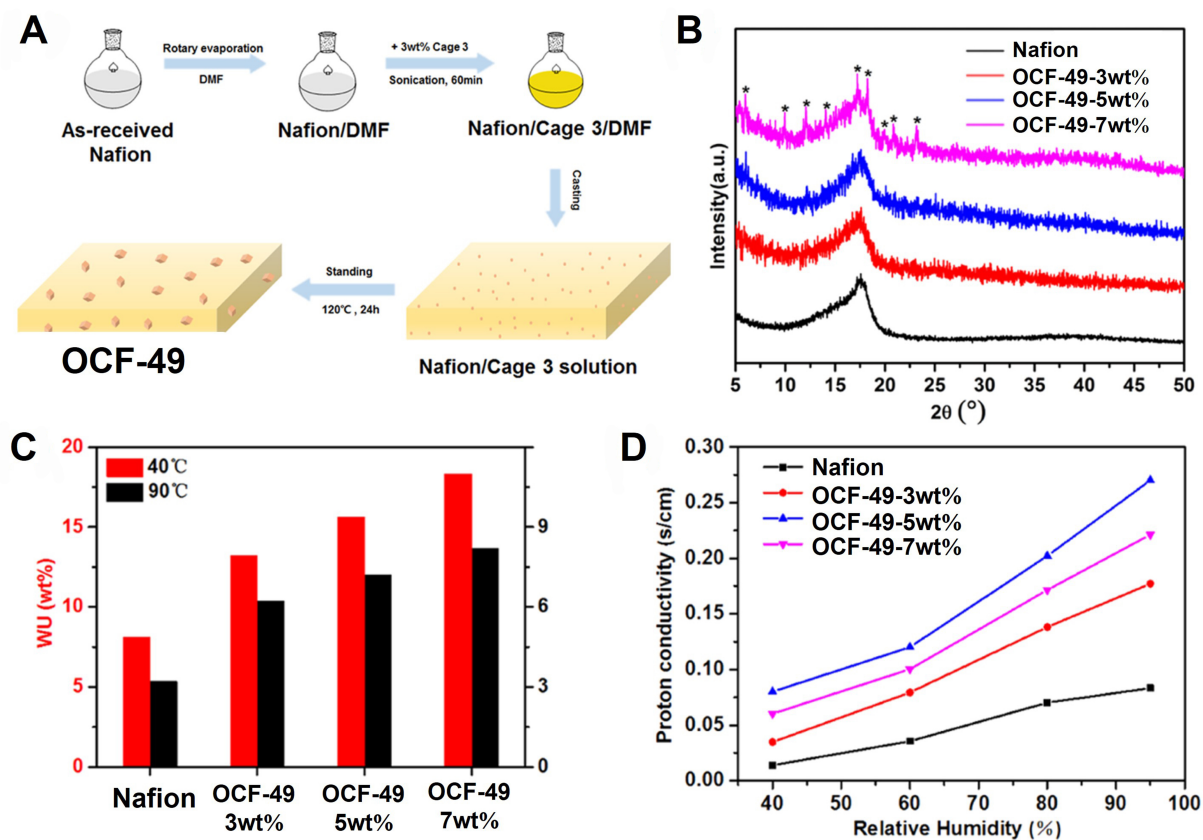 A
Rotary evaporation
DMF
+ 3wt% Cage 3
Sonication, 60min
As-received
Nafion
Nafion/DMF
Nafion/Cage 3/DMF
Casting
Standing
120℃ , 24h
OCF-49
Nafion/Cage 3 solution
B
Nafion
OCF-49-3wt%
OCF-49-5wt%
OCF-49-7wt%
* * * * * * * * *
Intensity(a.u.)
5 10 15 20 25 30 35 40 45 50
2θ (°)
C
40℃
90℃
WU (wt%)
20
15
10
5
0
9
6
3
0
Nafion
OCF-49
3wt%
OCF-49
5wt%
OCF-49
7wt%
D
Nafion
OCF-49-3wt%
OCF-49-5wt%
OCF-49-7wt%
Proton conductivity (s/cm)
0.30
0.25
0.20
0.15
0.10
0.05
0.00
40 50 60 70 80 90 100
Relative Humidity (%)